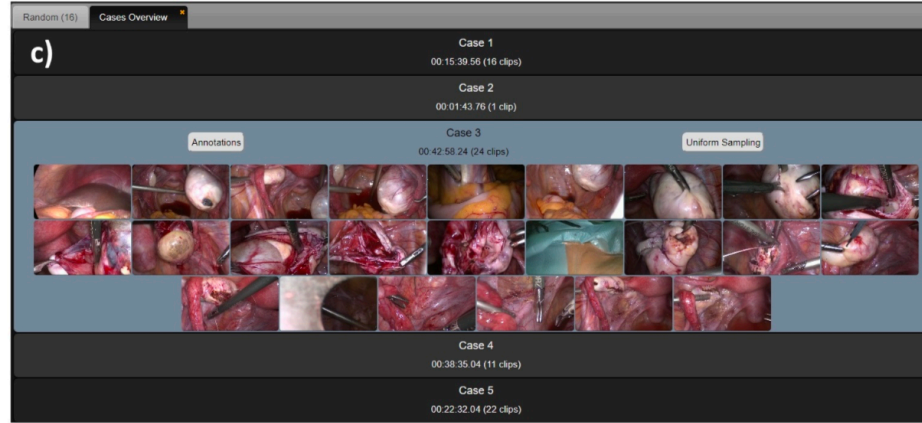 Random (16)
Cases Overview
c)
Case 1
00:15:39.56 (16 clips)
Case 2
00:01:43.76 (1 clip)
Case 3
Annotations
Uniform Sampling
00:42:58.24 (24 clips)
Case 4
00:38:35.04 (11 clips)
Case 5
00:22:32.04 (22 clips)